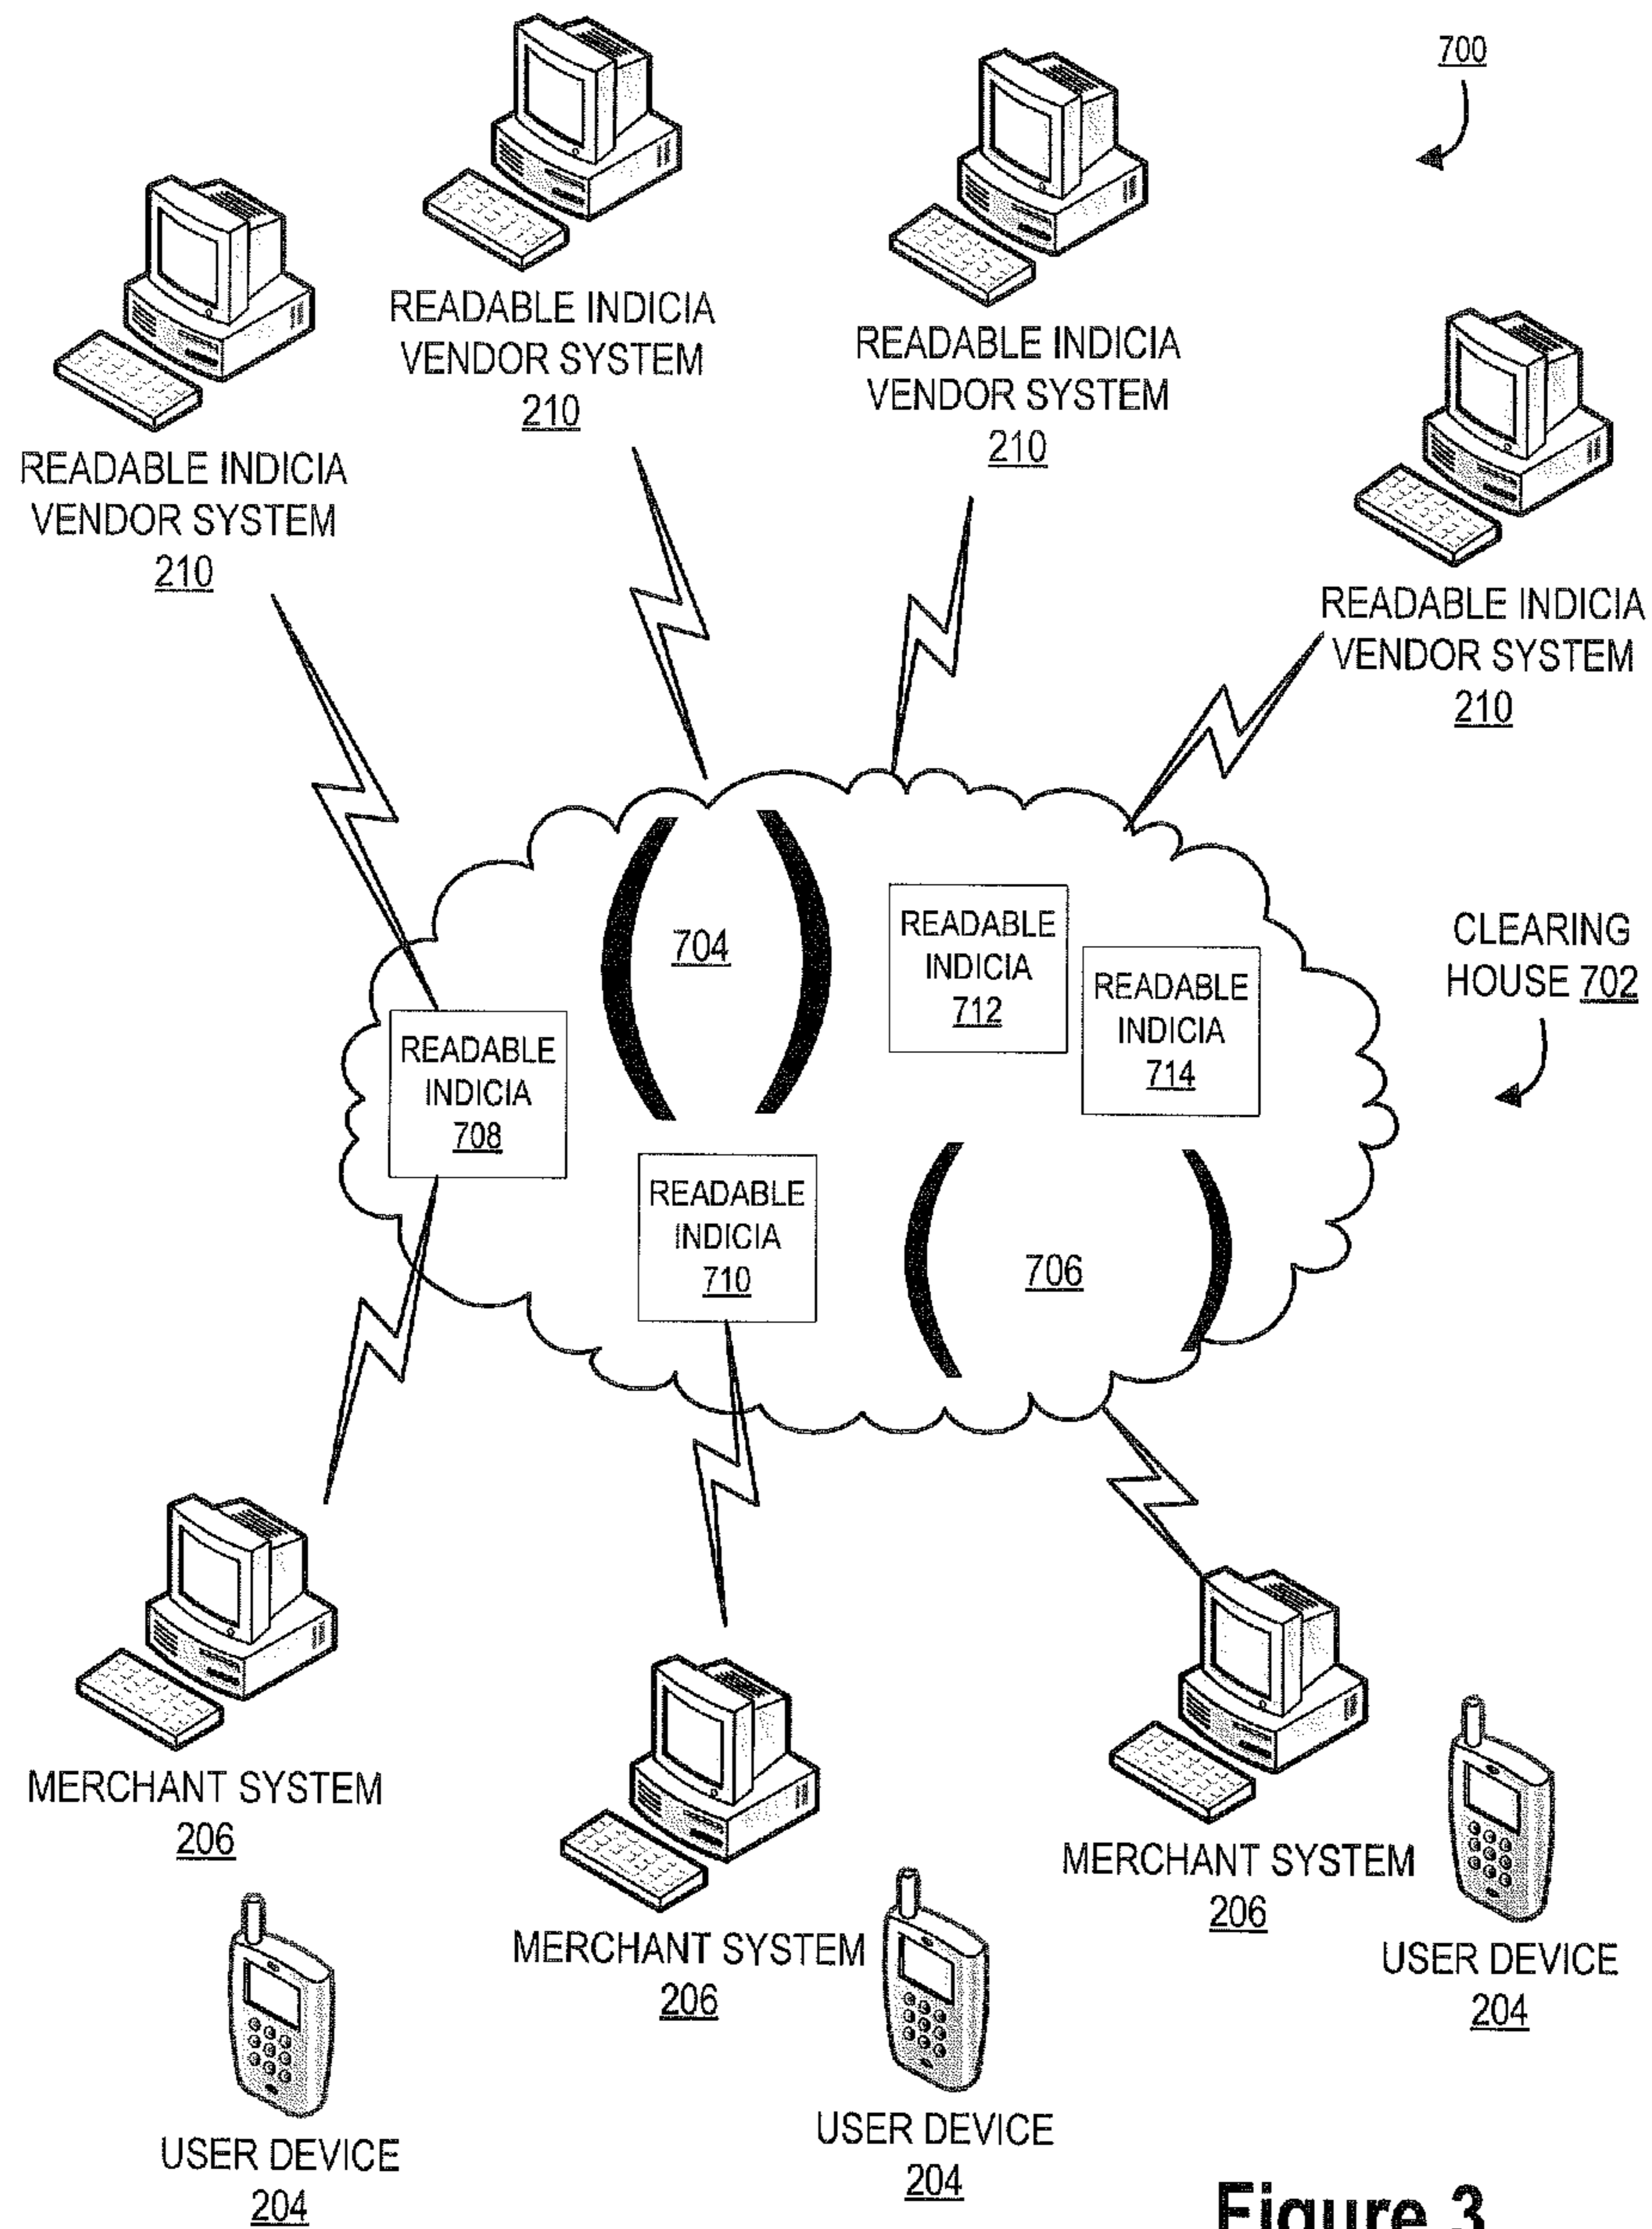 700
READABLE INDICIA
VENDOR SYSTEM
210
READABLE INDICIA
VENDOR SYSTEM
210
READABLE INDICIA
VENDOR SYSTEM
210
READABLE INDICIA
VENDOR SYSTEM
210
704
READABLE
INDICIA
712
READABLE
INDICIA
714
CLEARING
HOUSE 702
READABLE
INDICIA
708
READABLE
INDICIA
710
706
MERCHANT SYSTEM
206
MERCHANT SYSTEM
206
MERCHANT SYSTEM
206
USER DEVICE
204
USER DEVICE
204
USER DEVICE
204
Figure 3